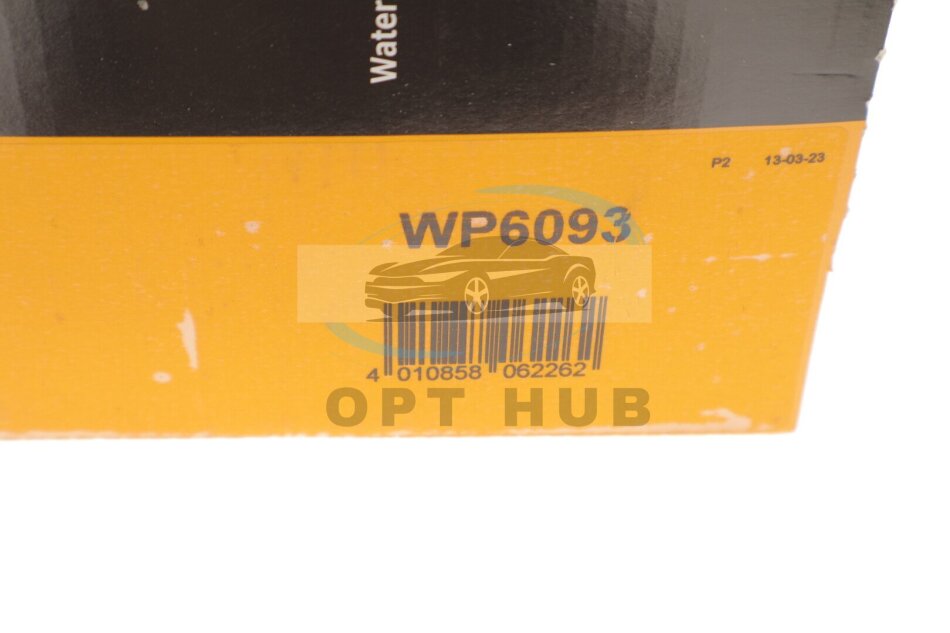 Water
P2 13-03-23
WP6093
4 010858 062262
OPT HUB